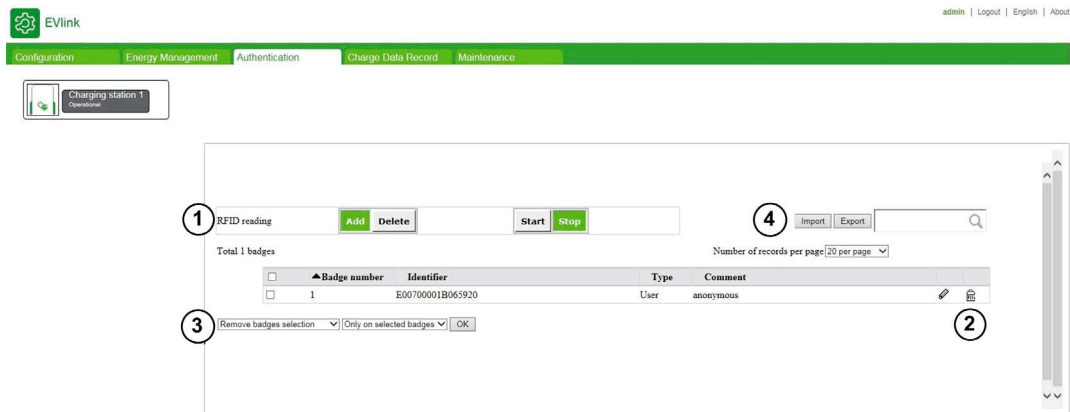 admin | Logout | English | About
EVlink
Configuration Energy Management Authentication Charge Data Record Maintenance
Charging station 1
Operational
1 RFID reading Add Delete Start Stop 4 Import Export
Total 1 badges Number of records per page 20 per page
Badge number Identifier Type Comment
1 E00700001B065920 User anonymous
2
3 Remove badges selection Only on selected badges OK